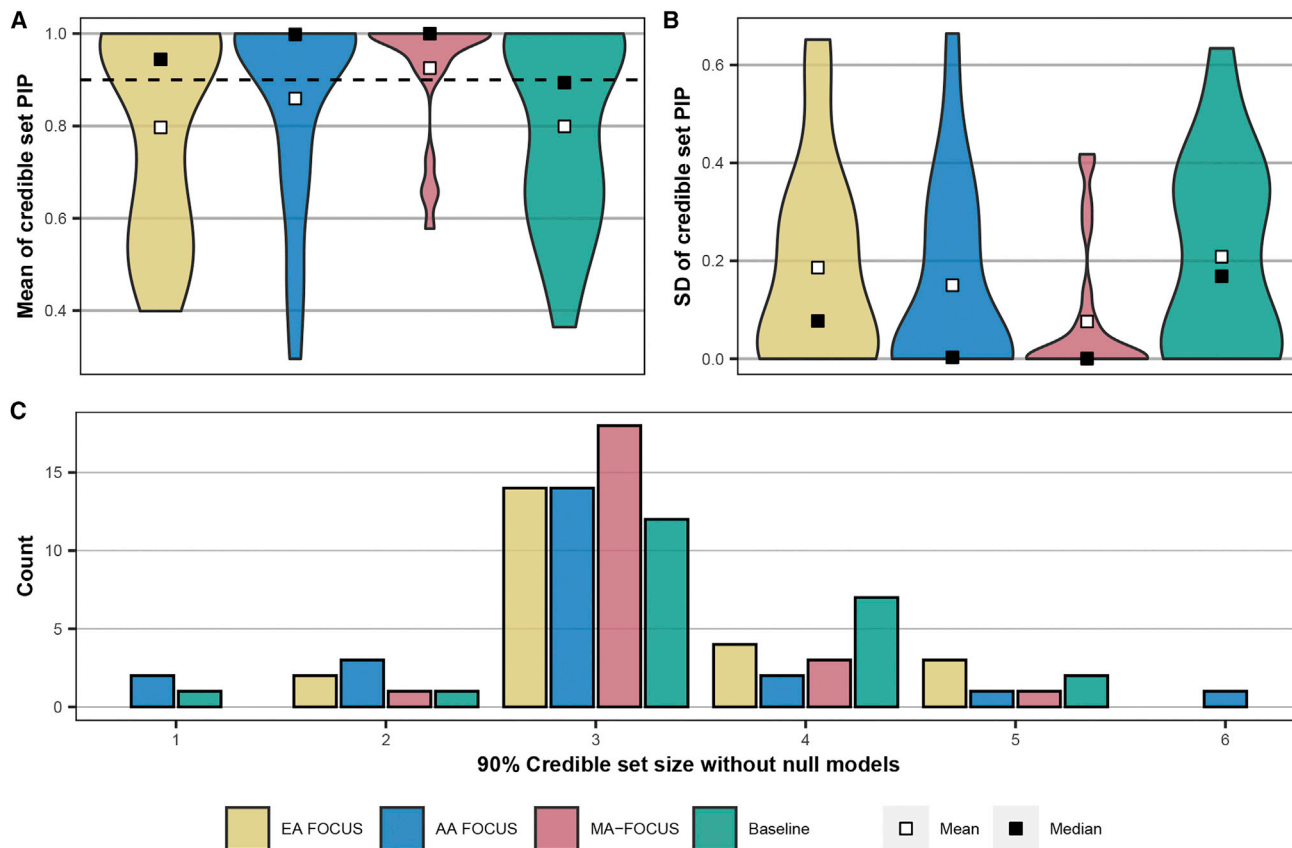 A
Mean of credible set PIP
1.0
0.8
0.6
0.4
B
SD of credible set PIP
0.6
0.4
0.2
0.0
C
Count
15
10
5
0
1 2 3 4 5 6
90% Credible set size without null models
EA FOCUS AA FOCUS MA−FOCUS Baseline Mean Median